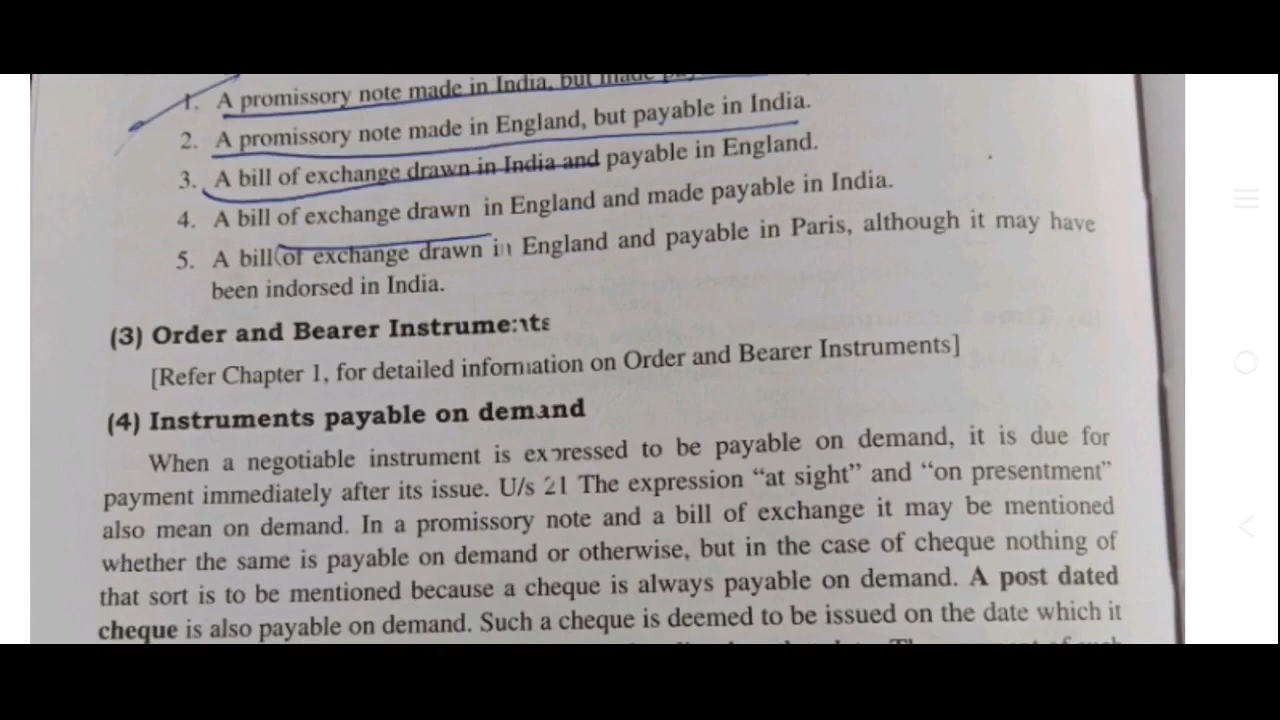 1. A promissory note made in India, but made
2. A promissory note made in England, but payable in India.
3. A bill of exchange drawn in India and payable in England.
4. A bill of exchange drawn in England and made payable in India.
5. A bill of exchange drawn in England and payable in Paris, although it may have
been indorsed in India.
(3) Order and Bearer Instruments
[Refer Chapter 1, for detailed information on Order and Bearer Instruments]
(4) Instruments payable on demand
When a negotiable instrument is expressed to be payable on demand, it is due for
payment immediately after its issue. U/s 21 The expression “at sight” and “on presentment”
also mean on demand. In a promissory note and a bill of exchange it may be mentioned
whether the same is payable on demand or otherwise, but in the case of cheque nothing of
that sort is to be mentioned because a cheque is always payable on demand. A post dated
cheque is also payable on demand. Such a cheque is deemed to be issued on the date which it